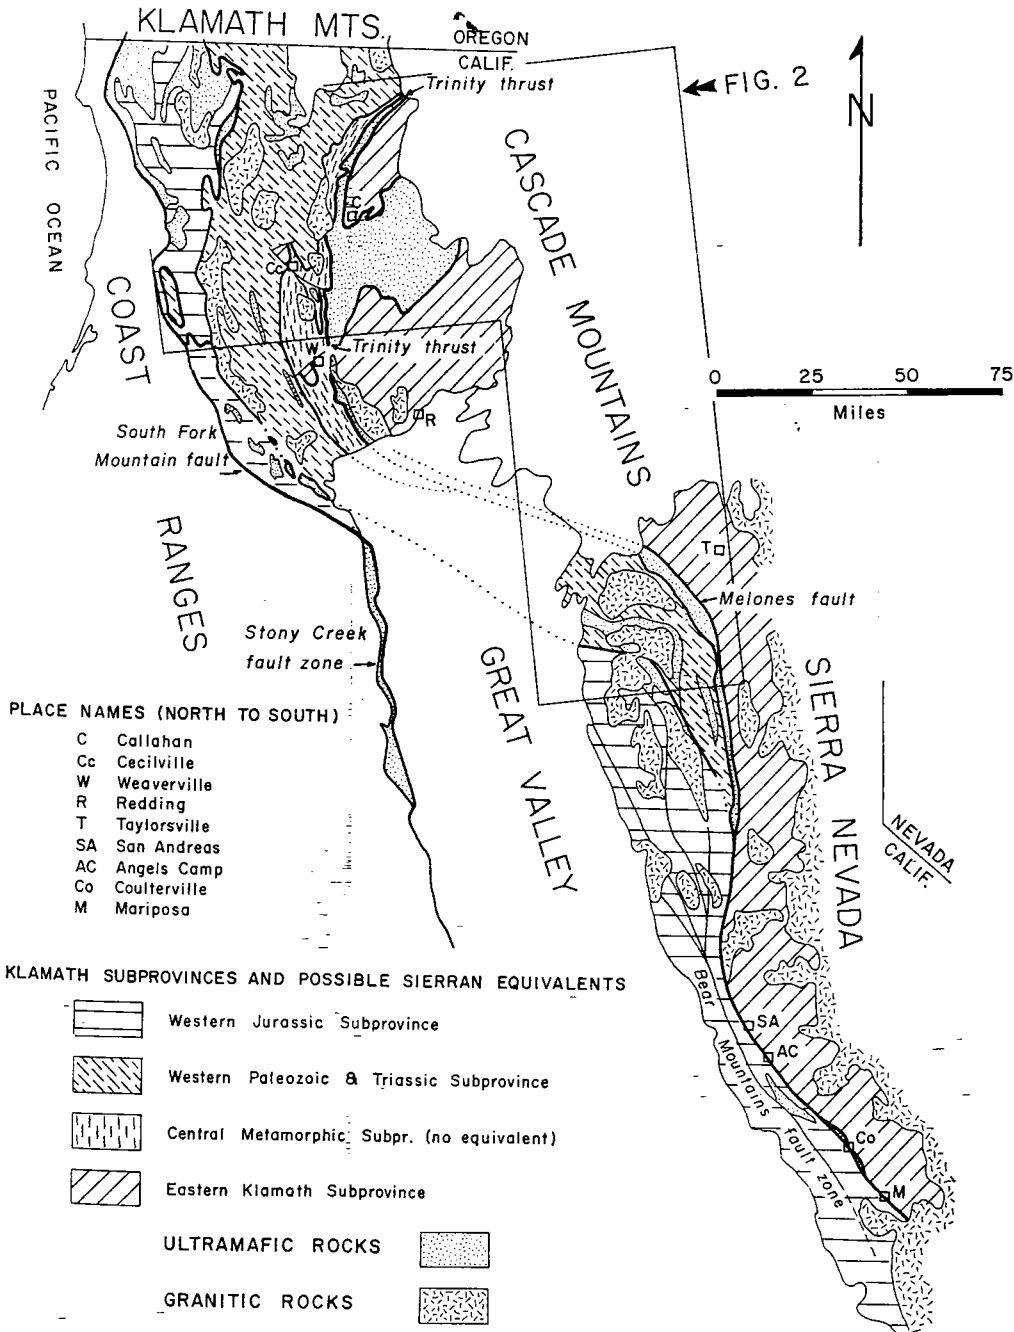 KLAMATH MTS.
OREGON
CALIF.
Trinity thrust
FIG. 2
N
PACIFIC OCEAN
CASCADE MOUNTAINS
C
Cc
COAST RANGES
W
Trinity thrust
R
0 25 50 75
Miles
South Fork
Mountain fault
T
Melones fault
Stony Creek
fault zone
GREAT VALLEY
SIERRA NEVADA
PLACE NAMES (NORTH TO SOUTH)
C Callahan
Cc Cecilville
W Weaverville
R Redding
T Taylorsville
SA San Andreas
AC Angels Camp
Co Coulterville
M Mariposa
NEVADA
CALIF.
KLAMATH SUBPROVINCES AND POSSIBLE SIERRAN EQUIVALENTS
Western Jurassic Subprovince
Western Paleozoic & Triassic Subprovince
Central Metamorphic Subpr. (no equivalent)
Eastern Klamath Subprovince
ULTRAMAFIC ROCKS
GRANITIC ROCKS
Bear Mountains fault zone
SA
AC
Co
M